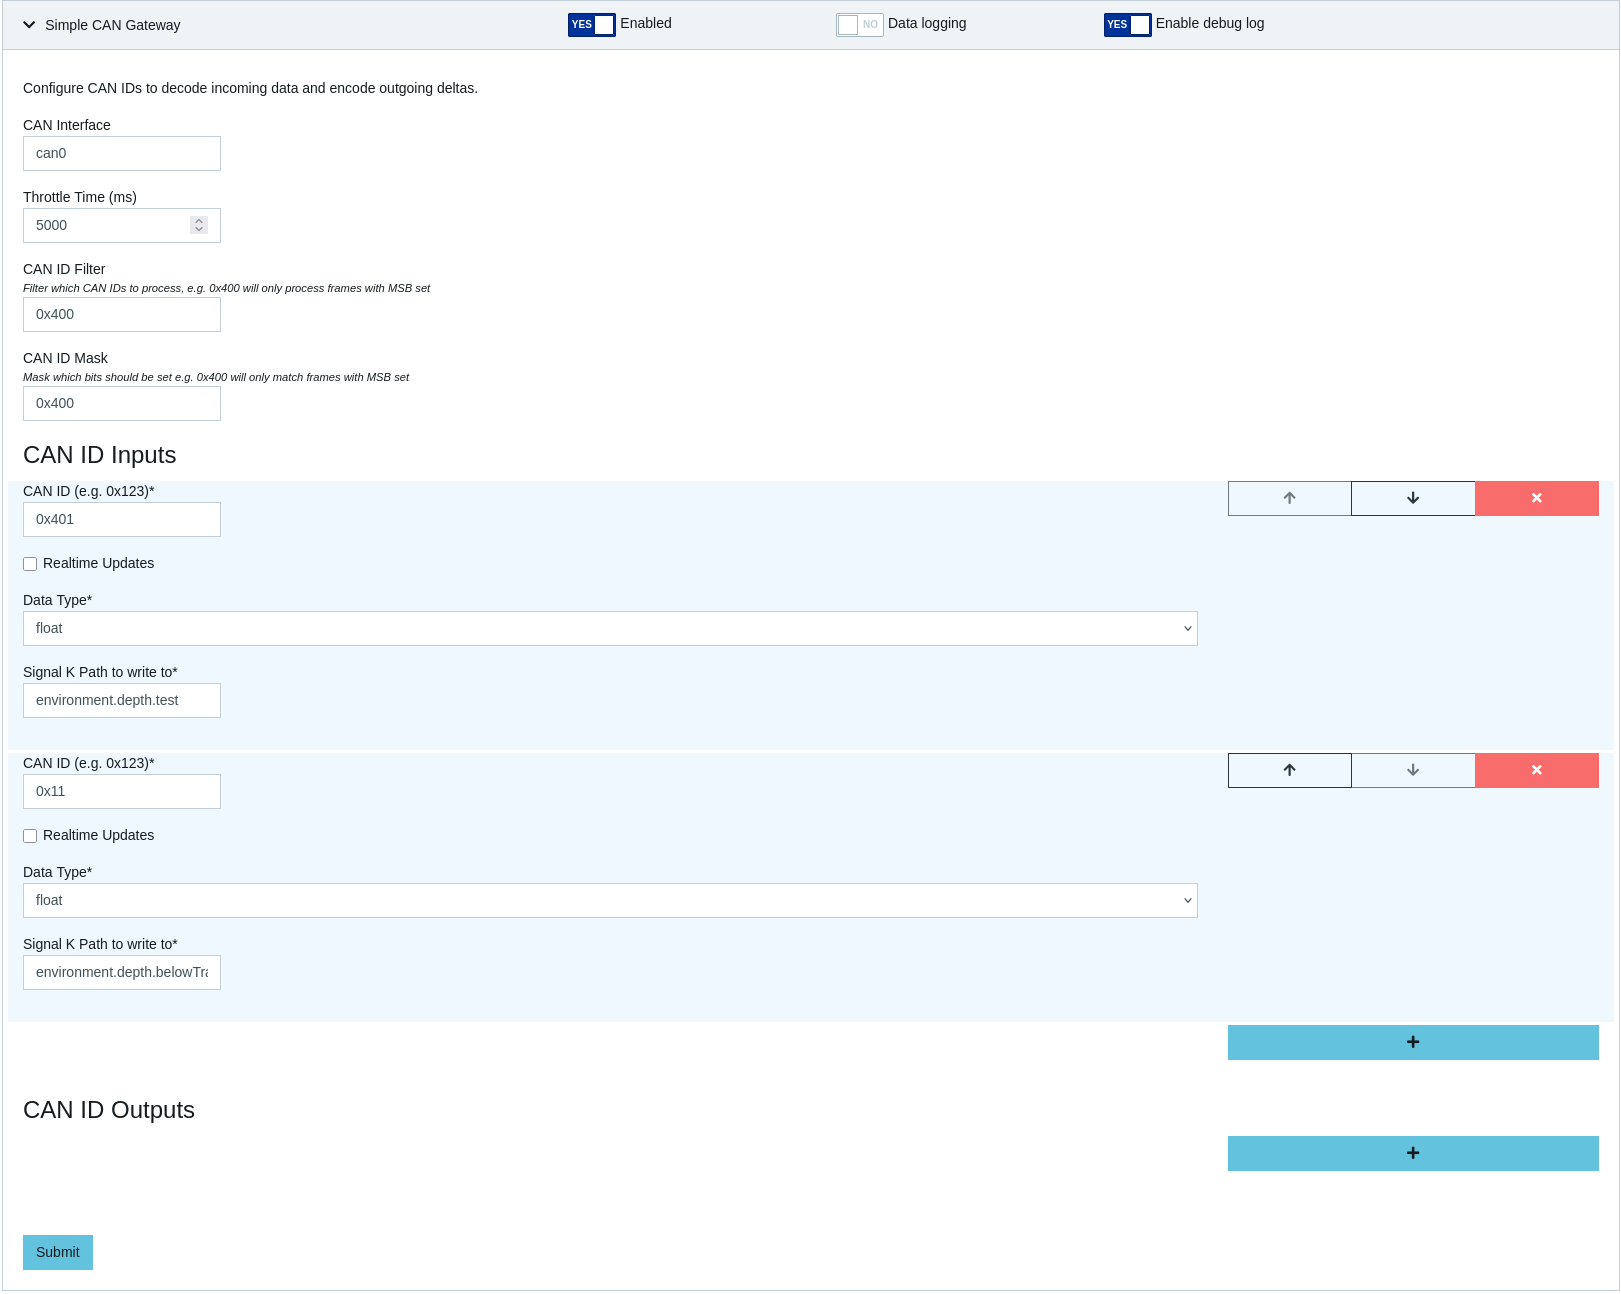 Simple CAN Gateway YES Enabled NO Data logging YES Enable debug log
Configure CAN IDs to decode incoming data and encode outgoing deltas.
CAN Interface
can0
Throttle Time (ms)
5000
CAN ID Filter
Filter which CAN IDs to process, e.g. 0x400 will only process frames with MSB set
0x400
CAN ID Mask
Mask which bits should be set e.g. 0x400 will only match frames with MSB set
0x400
CAN ID Inputs
CAN ID (e.g. 0x123)*
0x401
Realtime Updates
Data Type*
float
Signal K Path to write to*
environment.depth.test
CAN ID (e.g. 0x123)*
0x11
Realtime Updates
Data Type*
float
Signal K Path to write to*
environment.depth.belowTra
CAN ID Outputs
Submit